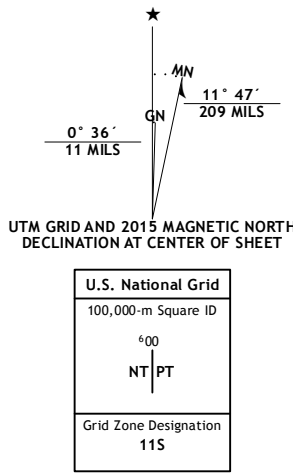 ★
MN
GN
11° 47´
209 MILS
0° 36´
11 MILS
UTM GRID AND 2015 MAGNETIC NORTH
DECLINATION AT CENTER OF SHEET
U.S. National Grid
100,000-m Square ID
⁶00
NT PT
Grid Zone Designation
11S